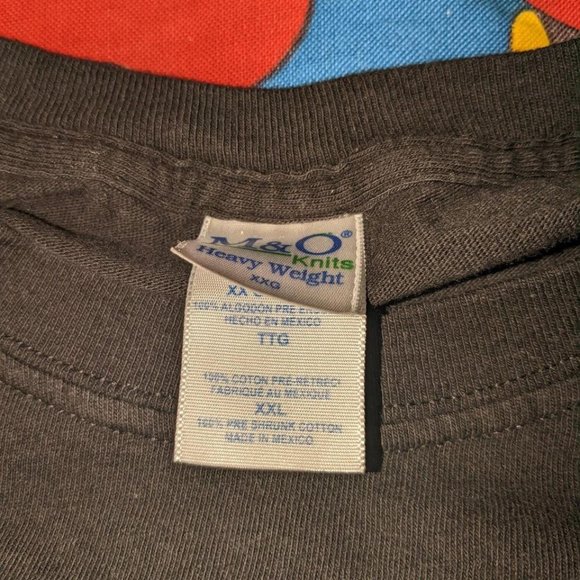 M&O®
Knits
Heavy Weight
XXG
XX
100% ALGODON PRE
HECHO EN MEXICO
TTG
100% COTON PRE-RETRECI
FABRIQUE AU MEXIQUE
XXL
100% PRE SHRUNK COTTON
MADE IN MEXICO